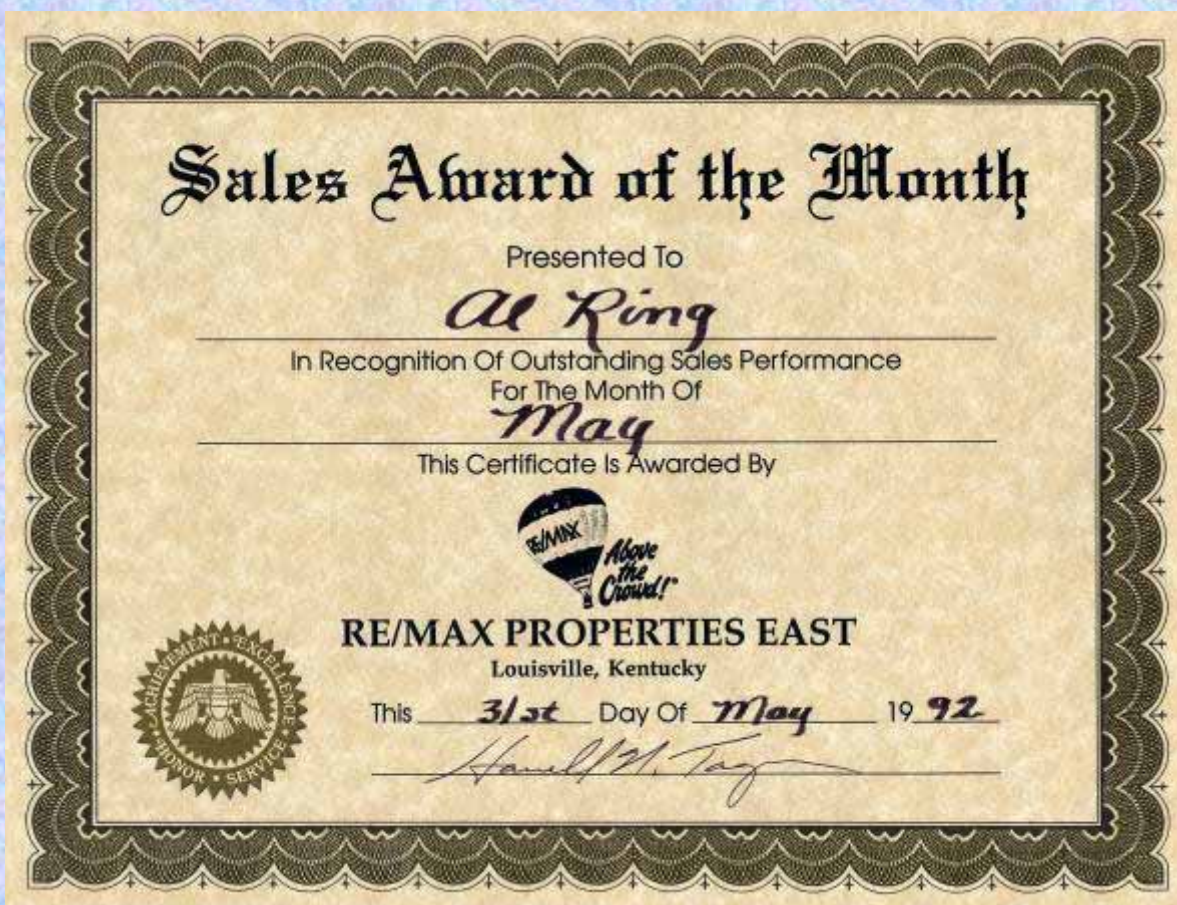 Sales Award of the Month
Presented To
Al Ring
In Recognition Of Outstanding Sales Performance
For The Month Of
May
This Certificate Is Awarded By
RE/MAX
Above
the
Crowd!
RE/MAX PROPERTIES EAST
Louisville, Kentucky
ACHIEVEMENT • EXCELLENCE
HONOR • SERVICE
This 31st Day Of May 1992